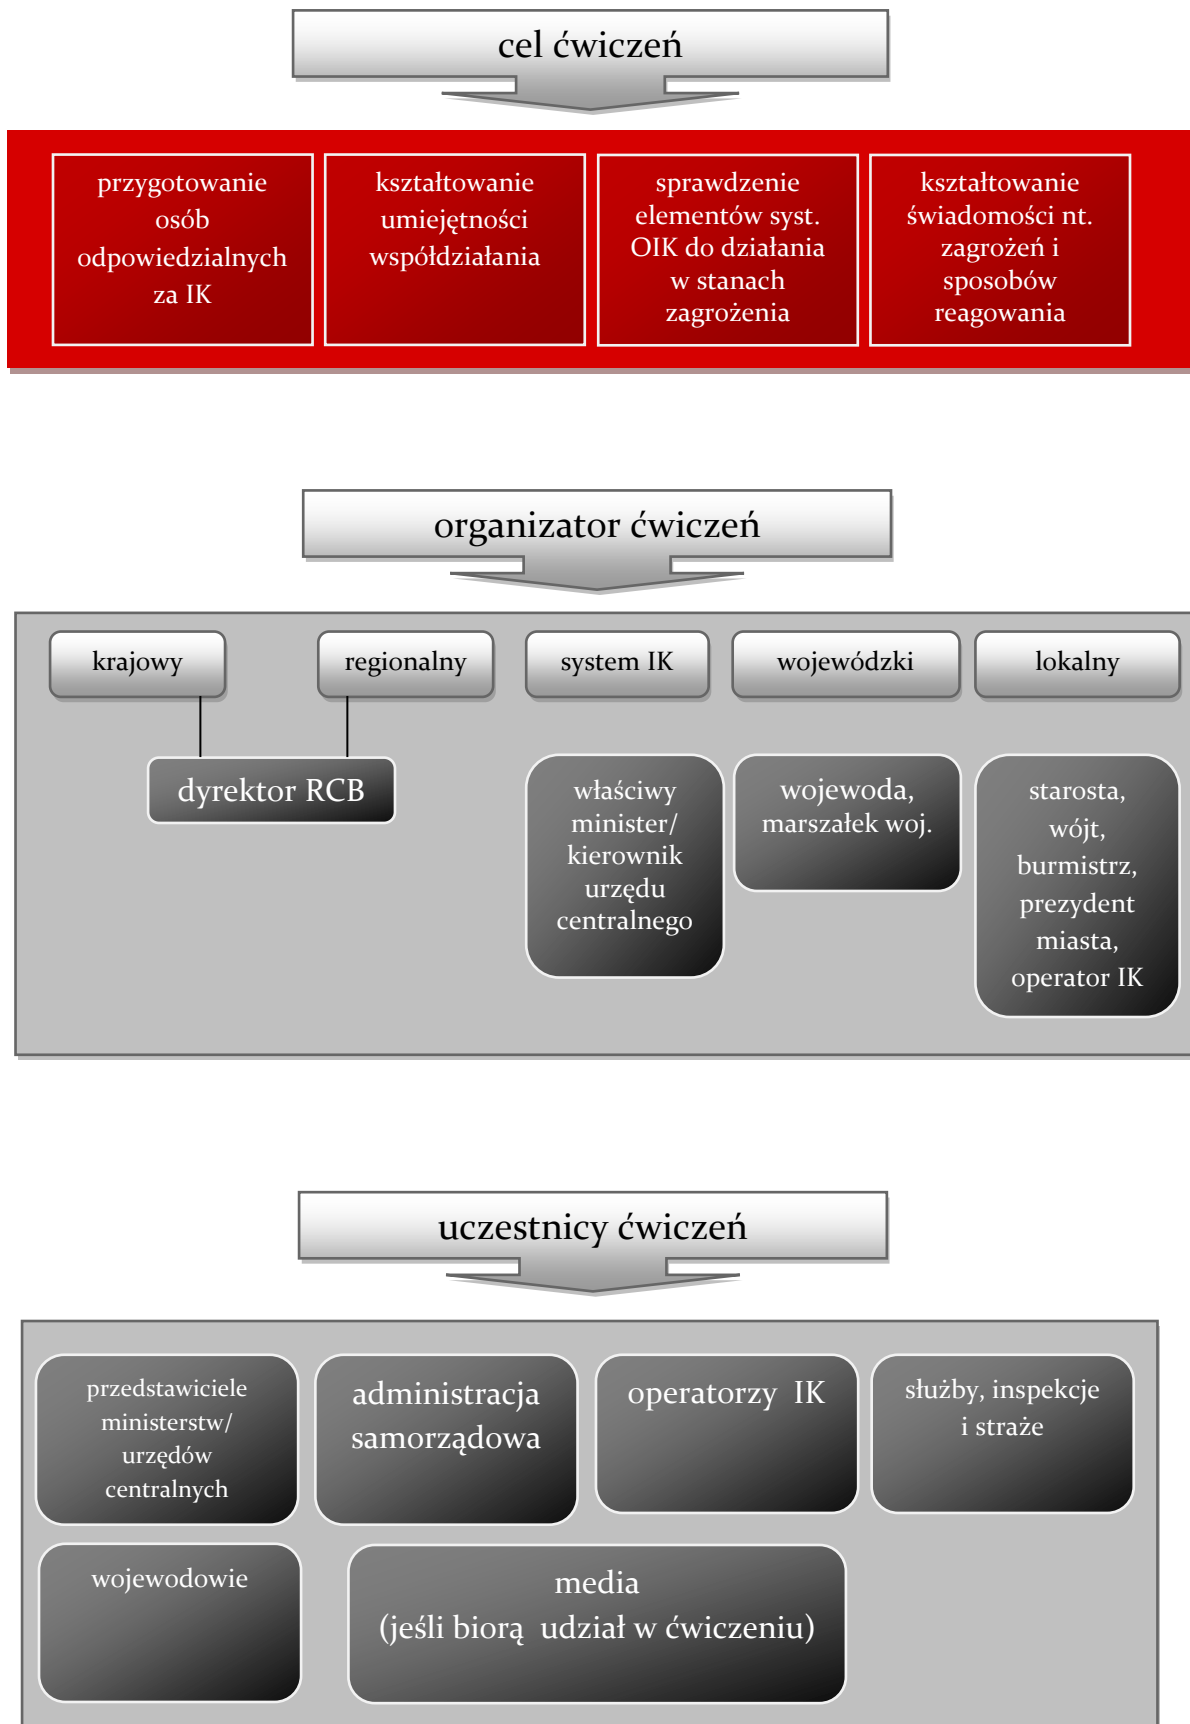 cel ćwiczeń
przygotowanie
osób
odpowiedzialnych
za IK
kształtowanie
umiejętności
współdziałania
sprawdzenie
elementów syst.
OIK do działania
w stanach
zagrożenia
kształtowanie
świadomości nt.
zagrożeń i
sposobów
reagowania
organizator ćwiczeń
krajowy
regionalny
system IK
wojewódzki
lokalny
dyrektor RCB
właściwy
minister/
kierownik
urzędu
centralnego
wojewoda,
marszałek woj.
starosta,
wójt,
burmistrz,
prezydent
miasta,
operator IK
uczestnicy ćwiczeń
przedstawiciele
ministerstw/
urzędów
centralnych
administracja
samorządowa
operatorzy IK
służby, inspekcje
i straże
wojewodowie
media
(jeśli biorą udział w ćwiczeniu)